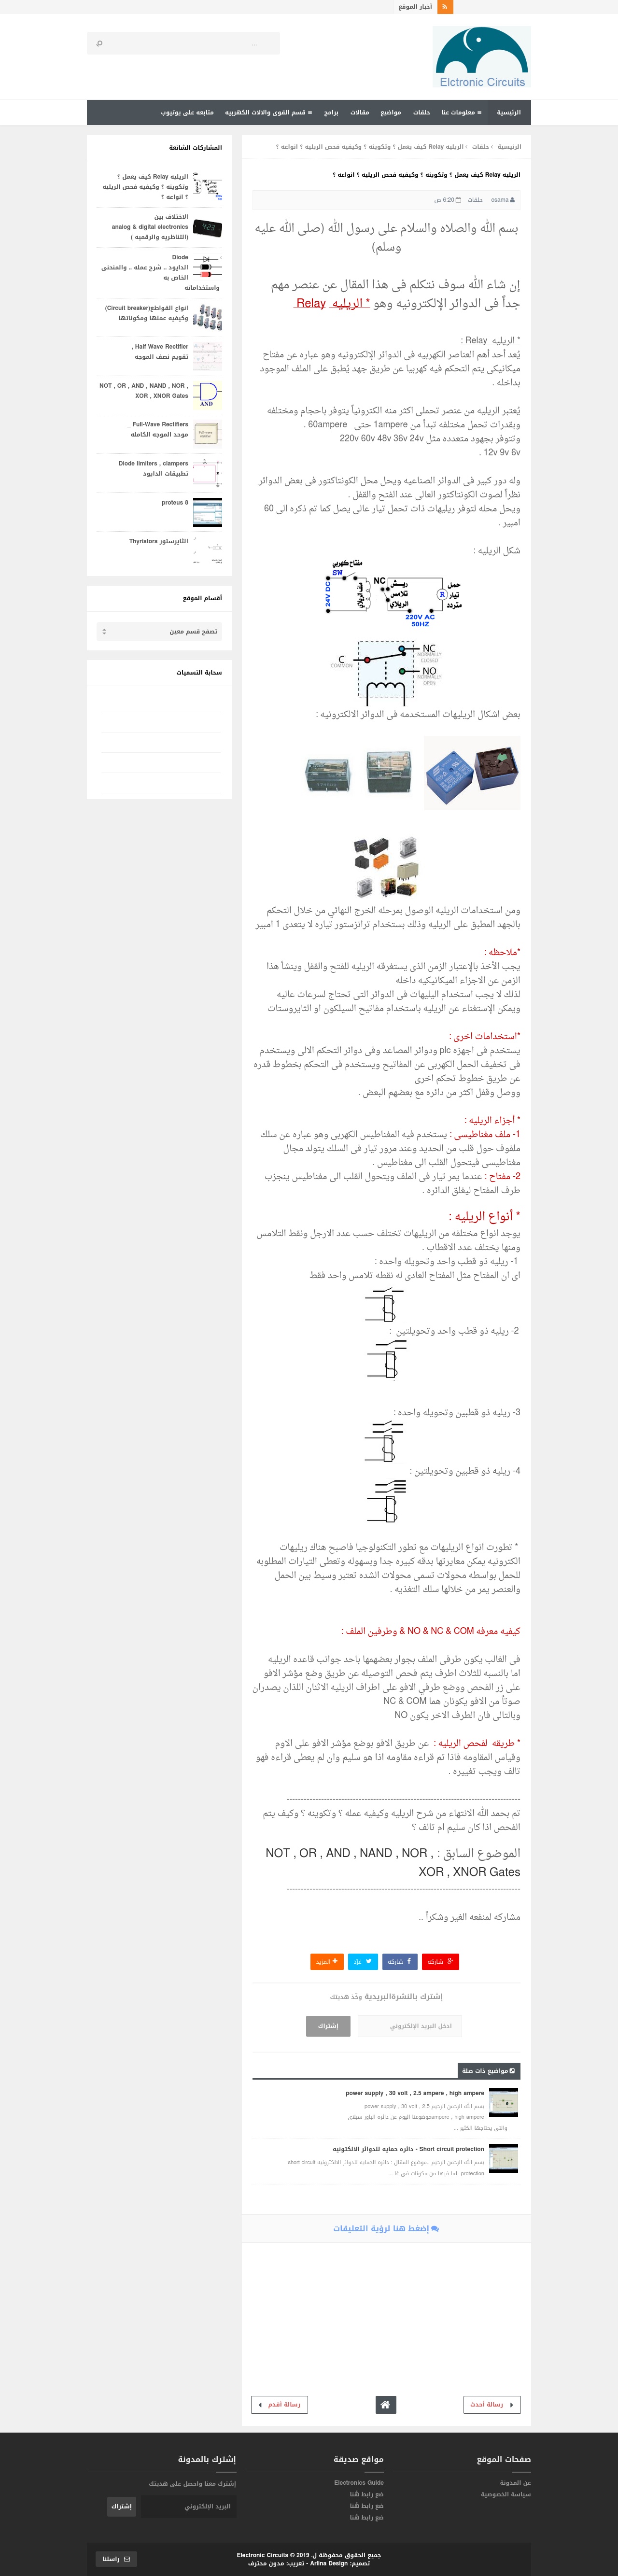 أخبار الموقع
Elctronic Circuits
الرئيسية
≡ معلومات عنا
حلقات
مواضيع
مقالات
برامج
≡ قسم القوى والالات الكهربيه
متابعه على يوتيوب
الرئيسية › حلقات › الريليه Relay كيف يعمل ؟ وتكوينه ؟ وكيفيه فحص الريليه ؟ انواعه ؟
الريليه Relay كيف يعمل ؟ وتكوينه ؟ وكيفيه فحص الريليه ؟ انواعه ؟
osama حلقات 6:20 ص
بسم الله والصلاه والسلام على رسول الله (صلى الله عليه
وسلم)
إن شاء الله سوف نتكلم فى هذا المقال عن عنصر مهم
جداً فى الدوائر الإلكترونيه وهو * الريليه Relay
* الريليه Relay :
يُعد أحد أهم العناصر الكهربيه فى الدوائر الإلكترونيه وهو عباره عن مفتاح
ميكانيكى يتم التحكم فيه كهربياً عن طريق جهد يُطبق على الملف الموجود
بداخله .
يُعتبر الريليه من عنصر تحملى اكثر منه الكترونياً يتوفر باحجام ومختلفه
وبقدرات تحمل مختلفه تبدأ من 1ampere حتى 60ampere .
وتتوفر بجهود متعدده مثل 220v 60v 48v 36v 24v
12v 9v 6v .
وله دور كبير فى الدوائر الصناعيه ويحل محل الكونتاكتور فى بعض الدوائر
نظراً لصوت الكونتاكتور العالى عند الفتح والقفل .
ويحل محله لتوفر ريليهات ذات تحمل تيار عالى يصل كما تم ذكره الى 60
امبير .
شكل الريليه :
مفتاح كهربى
SW
24V DC
NC
ريش
الريلاى
ملف
الريلاى
R
تيار
متردد
220V AC
50HZ
COMMON C
NC
NORMALLY
CLOSED
NO
NORMALLY
OPEN
بعض اشكال الريليهات المستخدمه فى الدوائر الالكترونيه :
ومن استخدامات الريليه الوصول بمرحله الخرج النهائي من خلال التحكم
بالجهد المطبق على الريليه وذلك بستخدام ترانزستور تياره لا يتعدى 1 امبير
*ملاحظه :
يجب الأخذ بالإعتبار الزمن الذى يستغرقه الريليه للفتح والقفل وينشأ هذا
الزمن عن الاجزاء الميكانيكيه داخله
لذلك لا يجب استخدام اليليهات فى الدوائر التى تحتاج لسرعات عاليه
ويمكن الإستغناء عن الريليه باستخدام مفاتيح السيليكون او الثايروستات
*استخدامات اخرى :
يستخدم فى اجهزه plc ودوائر المصاعد وفى دوائر التحكم الالى ويستخدم
فى تخفيف الحمل الكهربى عن المفاتيح ويستخدم فى التحكم بخطوط قدره
عن طريق خطوط تحكم اخرى
ووصل وقفل اكثر من دائره مع بعضهم البعض .
* أجزاء الريليه :
1- ملف مغناطيسى : يستخدم فيه المغناطيس الكهربى وهو عباره عن سلك
ملفوف حول قلب من الحديد وعند مرور تيار فى السلك يتولد مجال
مغناطيسى فيتحول القلب الى مغناطيس .
2- مفتاح : عندما يمر تيار فى الملف ويتحول القلب الى مغناطيس ينجزب
طرف المفتاح ليغلق الدائره .
* أنواع الريليه :
يوجد انواع مختلفه من الريليهات تختلف حسب عدد الارجل ونقط التلامس
ومنها يختلف عدد الاقطاب .
1- ريليه ذو قطب واحد وتحويله واحده :
اى ان المفتاح مثل المفتاح العادى له نقطه تلامس واحد فقط
2- ريليه ذو قطب واحد وتحويلتين :
3- ريليه ذو قطبين وتحويله واحده :
4- ريليه ذو قطبين وتحويلتين :
* تطورت انواع الريليهات مع تطور التكنولوجيا فاصبح هناك ريليهات
الكترونيه يمكن معايرتها بدقه كبيره جدا وبسهوله وتعطى التيارات المطلوبه
للحمل بواسطه محولات تسمى محولات الشده تعتبر وسيط بين الحمل
والعنصر يمر من خلالها سلك التغذيه .
كيفيه معرفه NO & NC & COM & وطرفين الملف :
فى الغالب يكون طرفى الملف بجوار بعضهمها باحد جوانب قاعده الريليه
واما بالنسبه للثلاث اطرف يتم فحص التوصيله عن طريق وضع مؤشر الافو
على زر الفحص ووضع طرفي الافو على اطراف الريليه الثلاث اللذان يصدران
صوتاً من الافو يكونان هما NC & COM
وبالتالى فان الطرف الاخر يكون NO
* طريقه لفحص الريليه : عن طريق الافو بوضع مؤشر الافو على الاوم
وقياس المقاومه فاذا تم قراءه مقاومه اذا هو سليم وان لم يعطى قراءه فهو
تالف ويجب تغييره .
تم بحمد الله الانتهاء من شرح الريليه وكيفيه عمله ؟ وتكوينه ؟ وكيف يتم
الفحص اذا كان سليم ام تالف ؟
الموضوع السابق : NOT , OR , AND , NAND , NOR ,
XOR , XNOR Gates
مشاركه لمنفعه الغير وشكراً ..
شاركه
شاركه
غرّد
المزيد
إشترك بالنشرةالبريدية وخُد هديتك
ادخل البريد الإلكتروني
إشتراك
مواضيع ذات صلة
power supply , 30 volt , 2.5 ampere , high ampere
بسم الله الرحمن الرحيم power supply , 30 volt , 2.5
ampere , high ampereموضوعنا اليوم عن دائره الباور سبلاى
والتى يحتاجها الكثير ...
Short circuit protection - دائره حمايه للدوائر الالكتونيه
بسم الله الرحمن الرحيم ..موضوع المقال : دائره الحمايه للدوائر الالكترونيه short circuit
protection لما فيها من مكونات فى غا ...
إضغط هنا لرؤية التعليقات
رسالة أحدث
رسالة أقدم
المشاركات الشائعة
الريليه Relay كيف يعمل ؟
وتكوينه ؟ وكيفيه فحص الريليه
؟ انواعه ؟
الاختلاف بين
analog & digital electronics
(التناظريه والرقميه )
Diode
الدايود .. شرح عمله .. والمنحنى
الخاص به
واستخداماته
انواع القواطع(Circuit breaker)
وكيفيه عملها ومكوناتها
Half Wave Rectifier ,
تقويم نصف الموجه
NOT , OR , AND , NAND , NOR ,
XOR , XNOR Gates
AND
Full-Wave Rectifiers _
موحد الموجه الكامله
Diode limiters , clampers
تطبيقات الدايود
proteus 8
الثايرستور Thyristors
أقسام الموقع
تصفح قسم معين
سحابة التسميات
صفحات الموقع
عن المدونة
سياسة الخصوصية
مواقع صديقة
Electronics Guide
ضع رابط هُنا
ضع رابط هُنا
ضع رابط هُنا
إشترك بالمدونة
إشترك معنا واحصل على هديتك
البريد الإلكتروني
إشتراك
جميع الحقوق محفوظة لـ Electronic Circuits © 2019
تصميم: Arlina Design - تعريب: مدون محترف
راسلنا